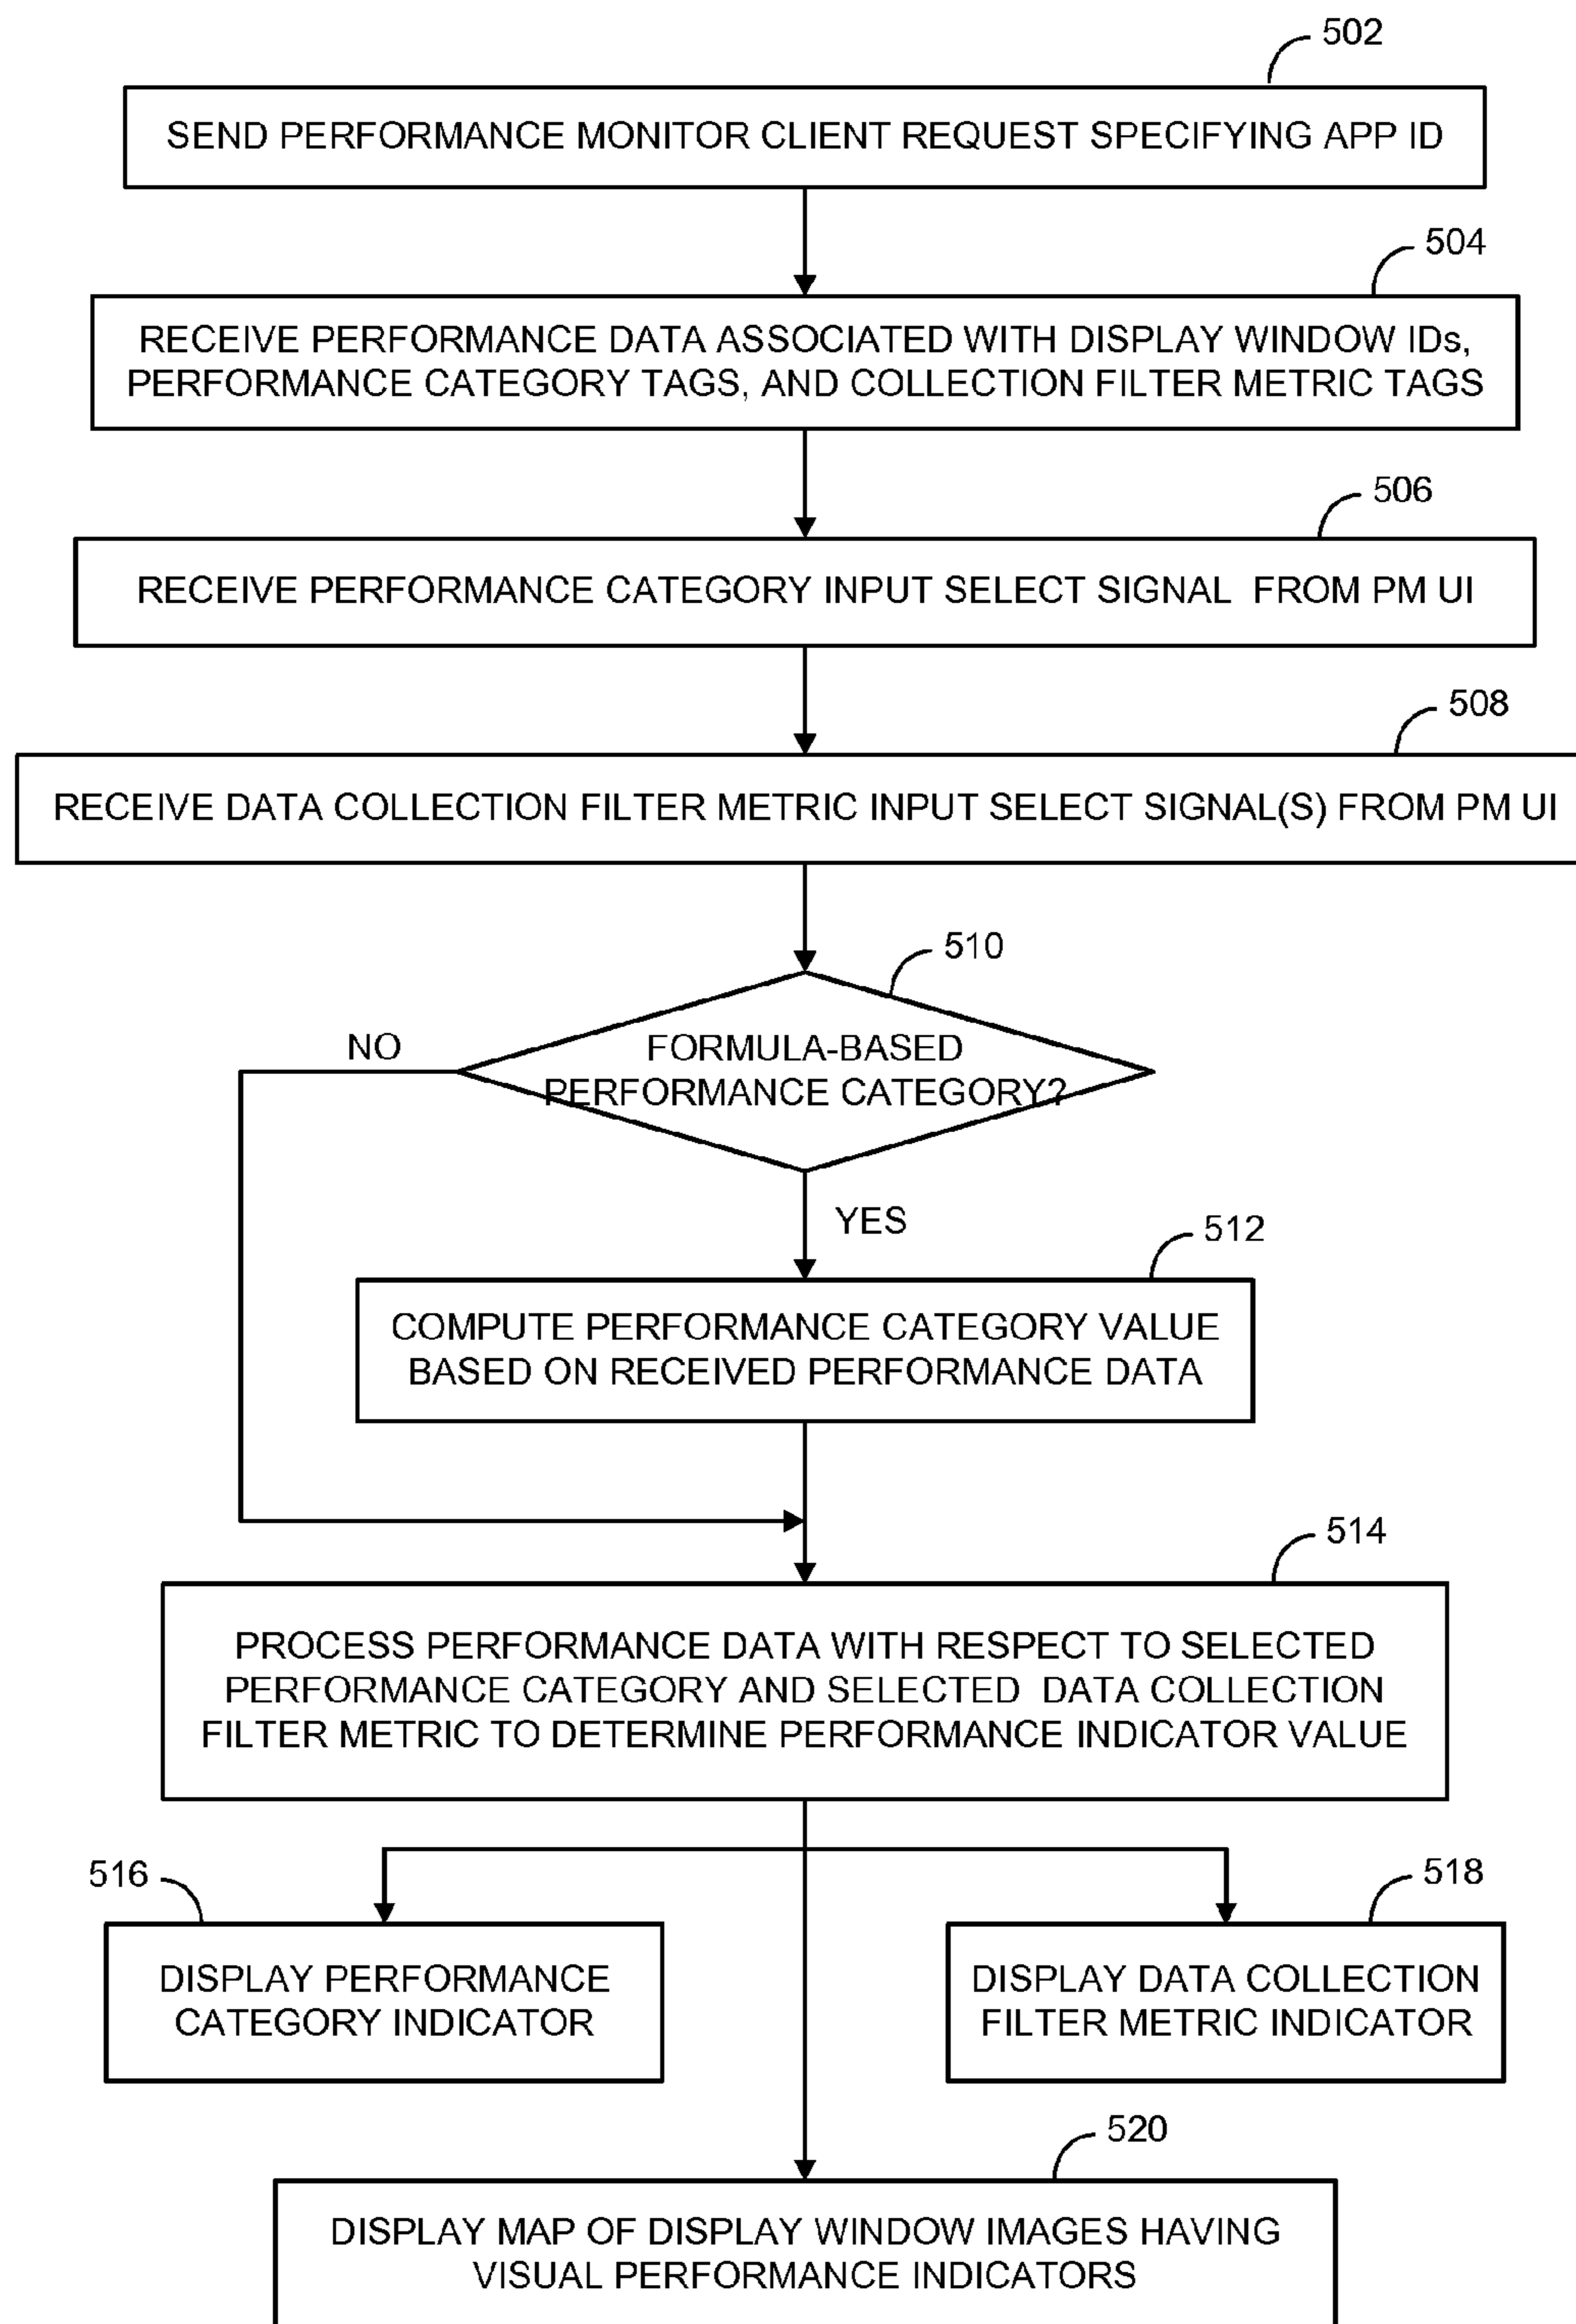 502
SEND PERFORMANCE MONITOR CLIENT REQUEST SPECIFYING APP ID
504
RECEIVE PERFORMANCE DATA ASSOCIATED WITH DISPLAY WINDOW IDs,
PERFORMANCE CATEGORY TAGS, AND COLLECTION FILTER METRIC TAGS
506
RECEIVE PERFORMANCE CATEGORY INPUT SELECT SIGNAL FROM PM UI
508
RECEIVE DATA COLLECTION FILTER METRIC INPUT SELECT SIGNAL(S) FROM PM UI
510
NO
FORMULA-BASED
PERFORMANCE CATEGORY?
YES
512
COMPUTE PERFORMANCE CATEGORY VALUE
BASED ON RECEIVED PERFORMANCE DATA
514
PROCESS PERFORMANCE DATA WITH RESPECT TO SELECTED
PERFORMANCE CATEGORY AND SELECTED DATA COLLECTION
FILTER METRIC TO DETERMINE PERFORMANCE INDICATOR VALUE
516
DISPLAY PERFORMANCE
CATEGORY INDICATOR
518
DISPLAY DATA COLLECTION
FILTER METRIC INDICATOR
520
DISPLAY MAP OF DISPLAY WINDOW IMAGES HAVING
VISUAL PERFORMANCE INDICATORS